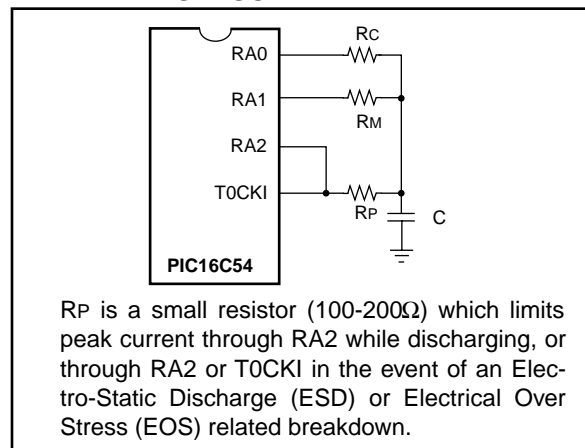 RA0
RC
RA1
RM
RA2
T0CKI
RP
C
PIC16C54
RP is a small resistor (100-200Ω) which limits
peak current through RA2 while discharging, or
through RA2 or T0CKI in the event of an Elec-
tro-Static Discharge (ESD) or Electrical Over
Stress (EOS) related breakdown.